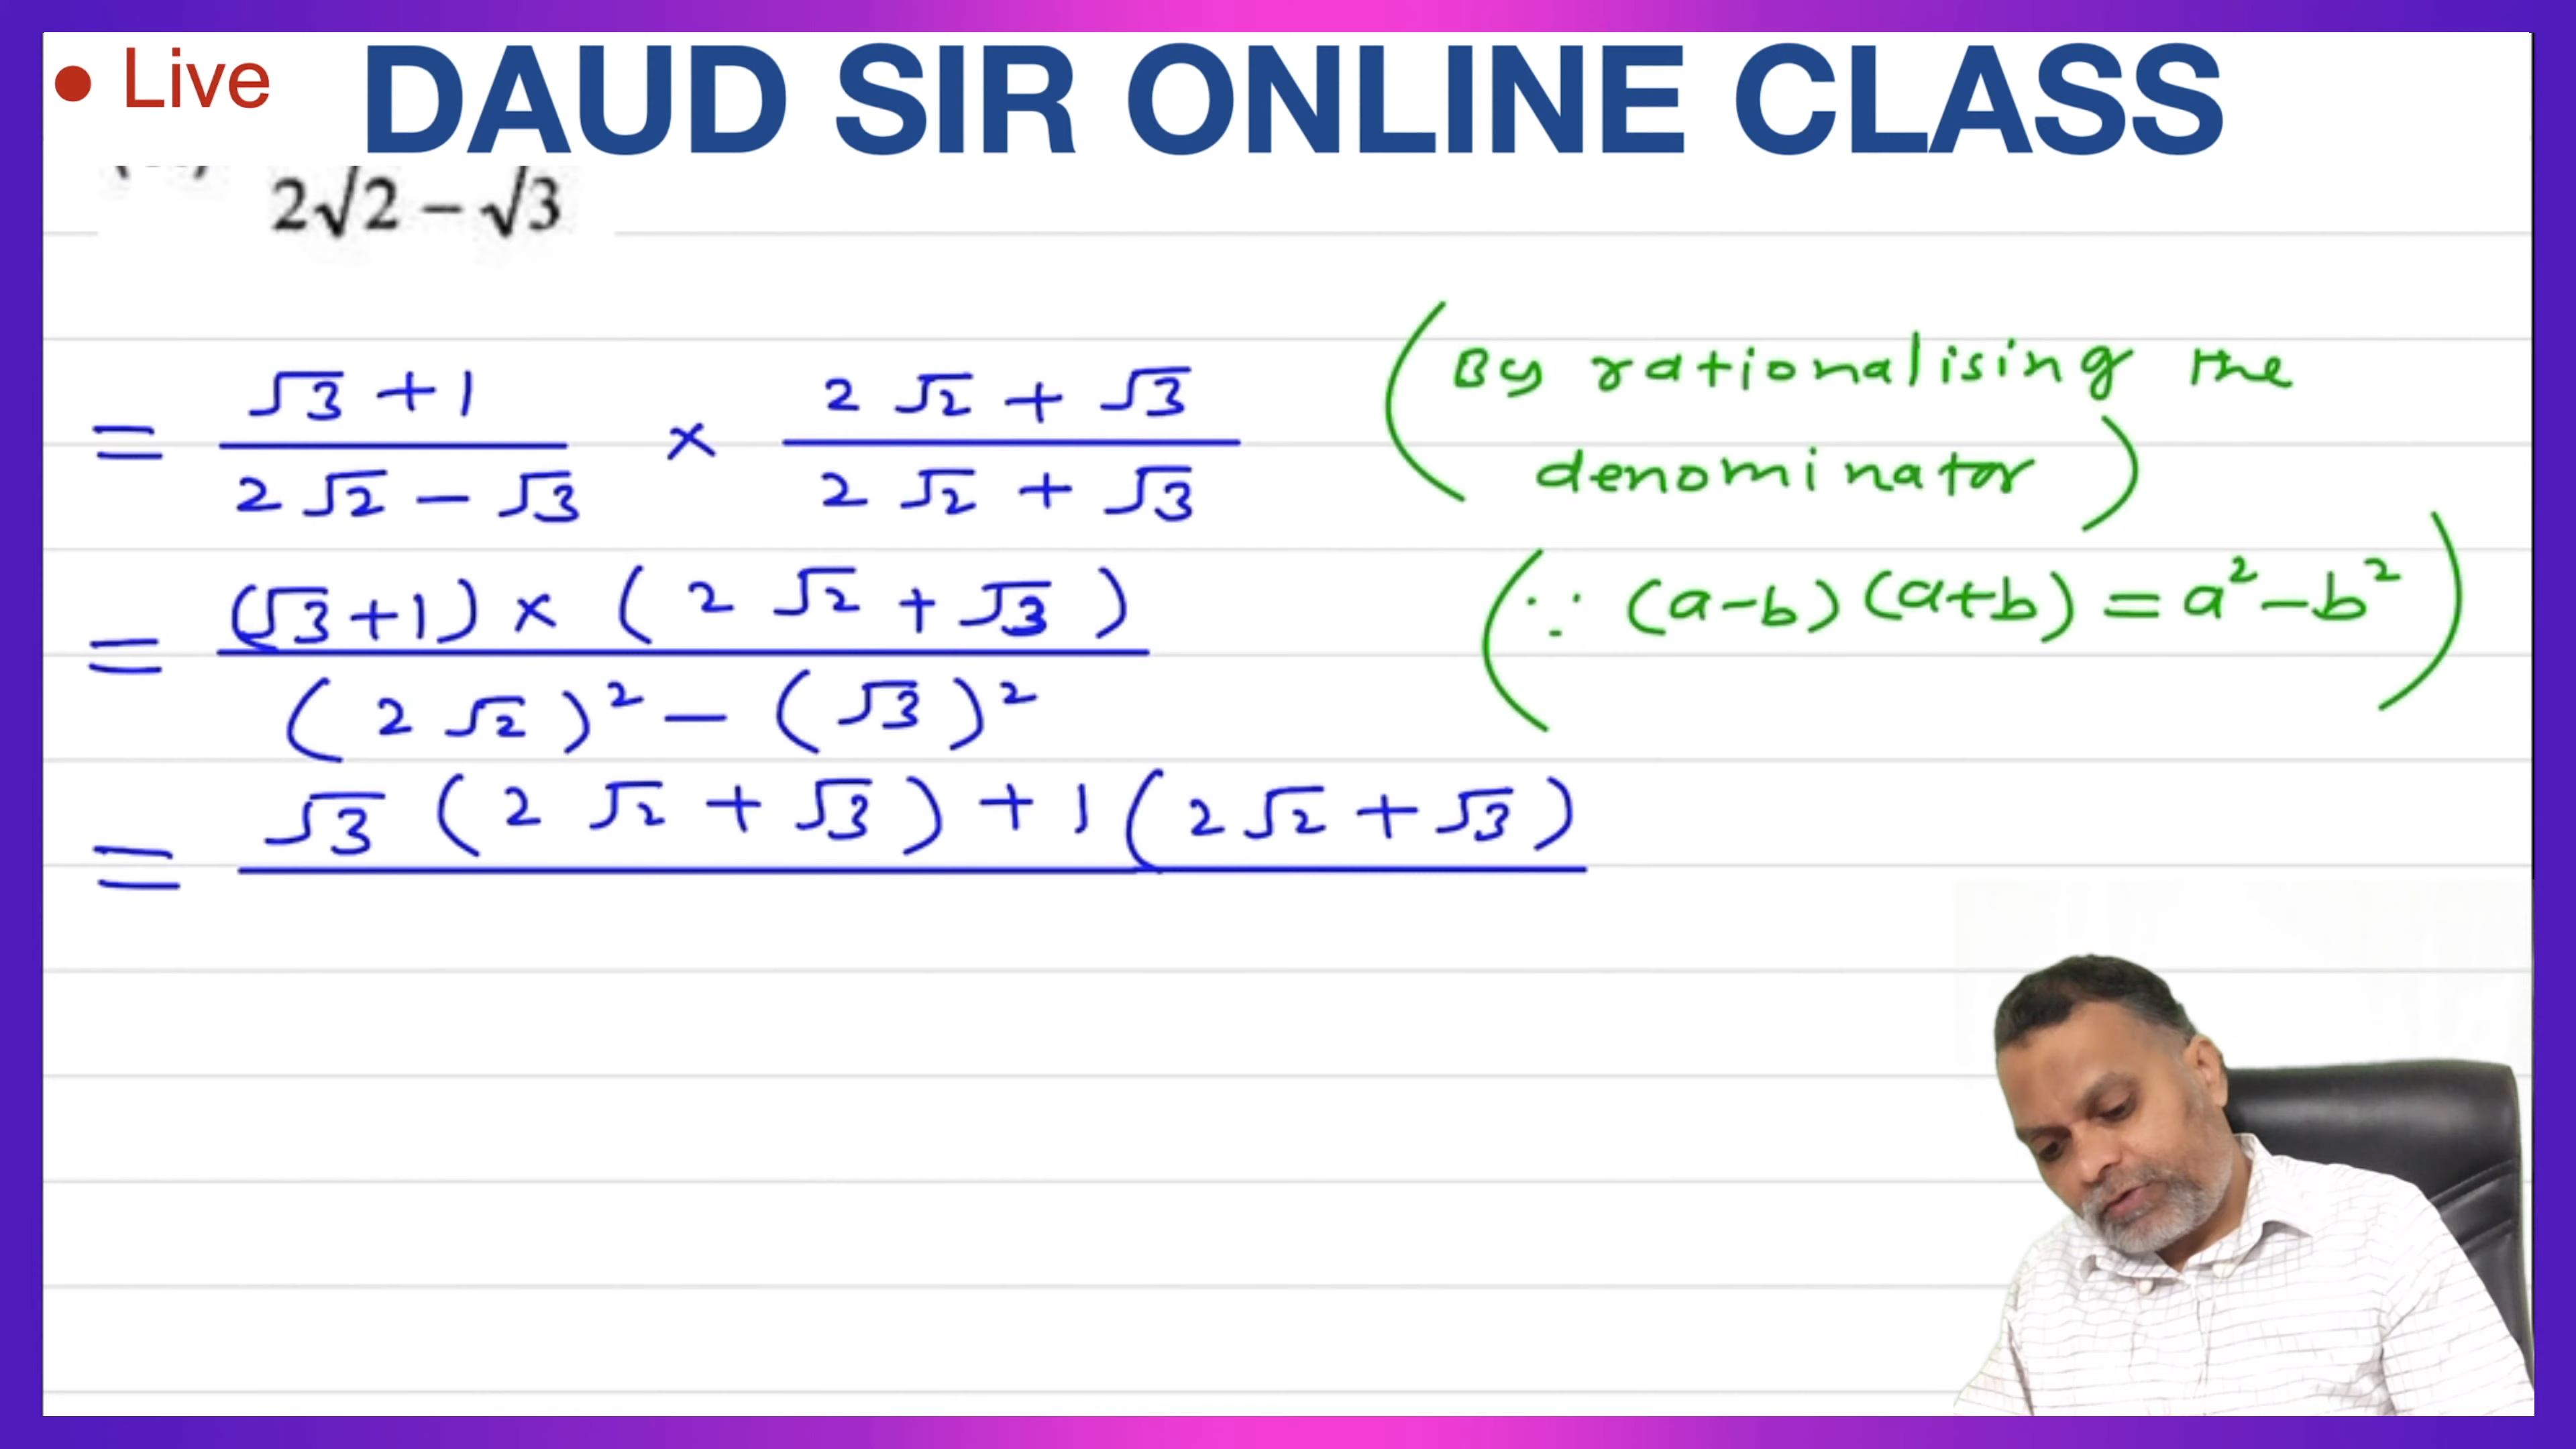 • Live DAUD SIR ONLINE CLASS
2√2 − √3
= (√3 + 1)/(2√2 − √3) × (2√2 + √3)/(2√2 + √3)
(By rationalising the
denominator)
= ((√3+1) × (2√2 + √3))/((2√2)² − (√3)²)
(∵ (a−b)(a+b) = a²−b²)
= √3 (2√2 + √3) + 1(2√2 + √3)